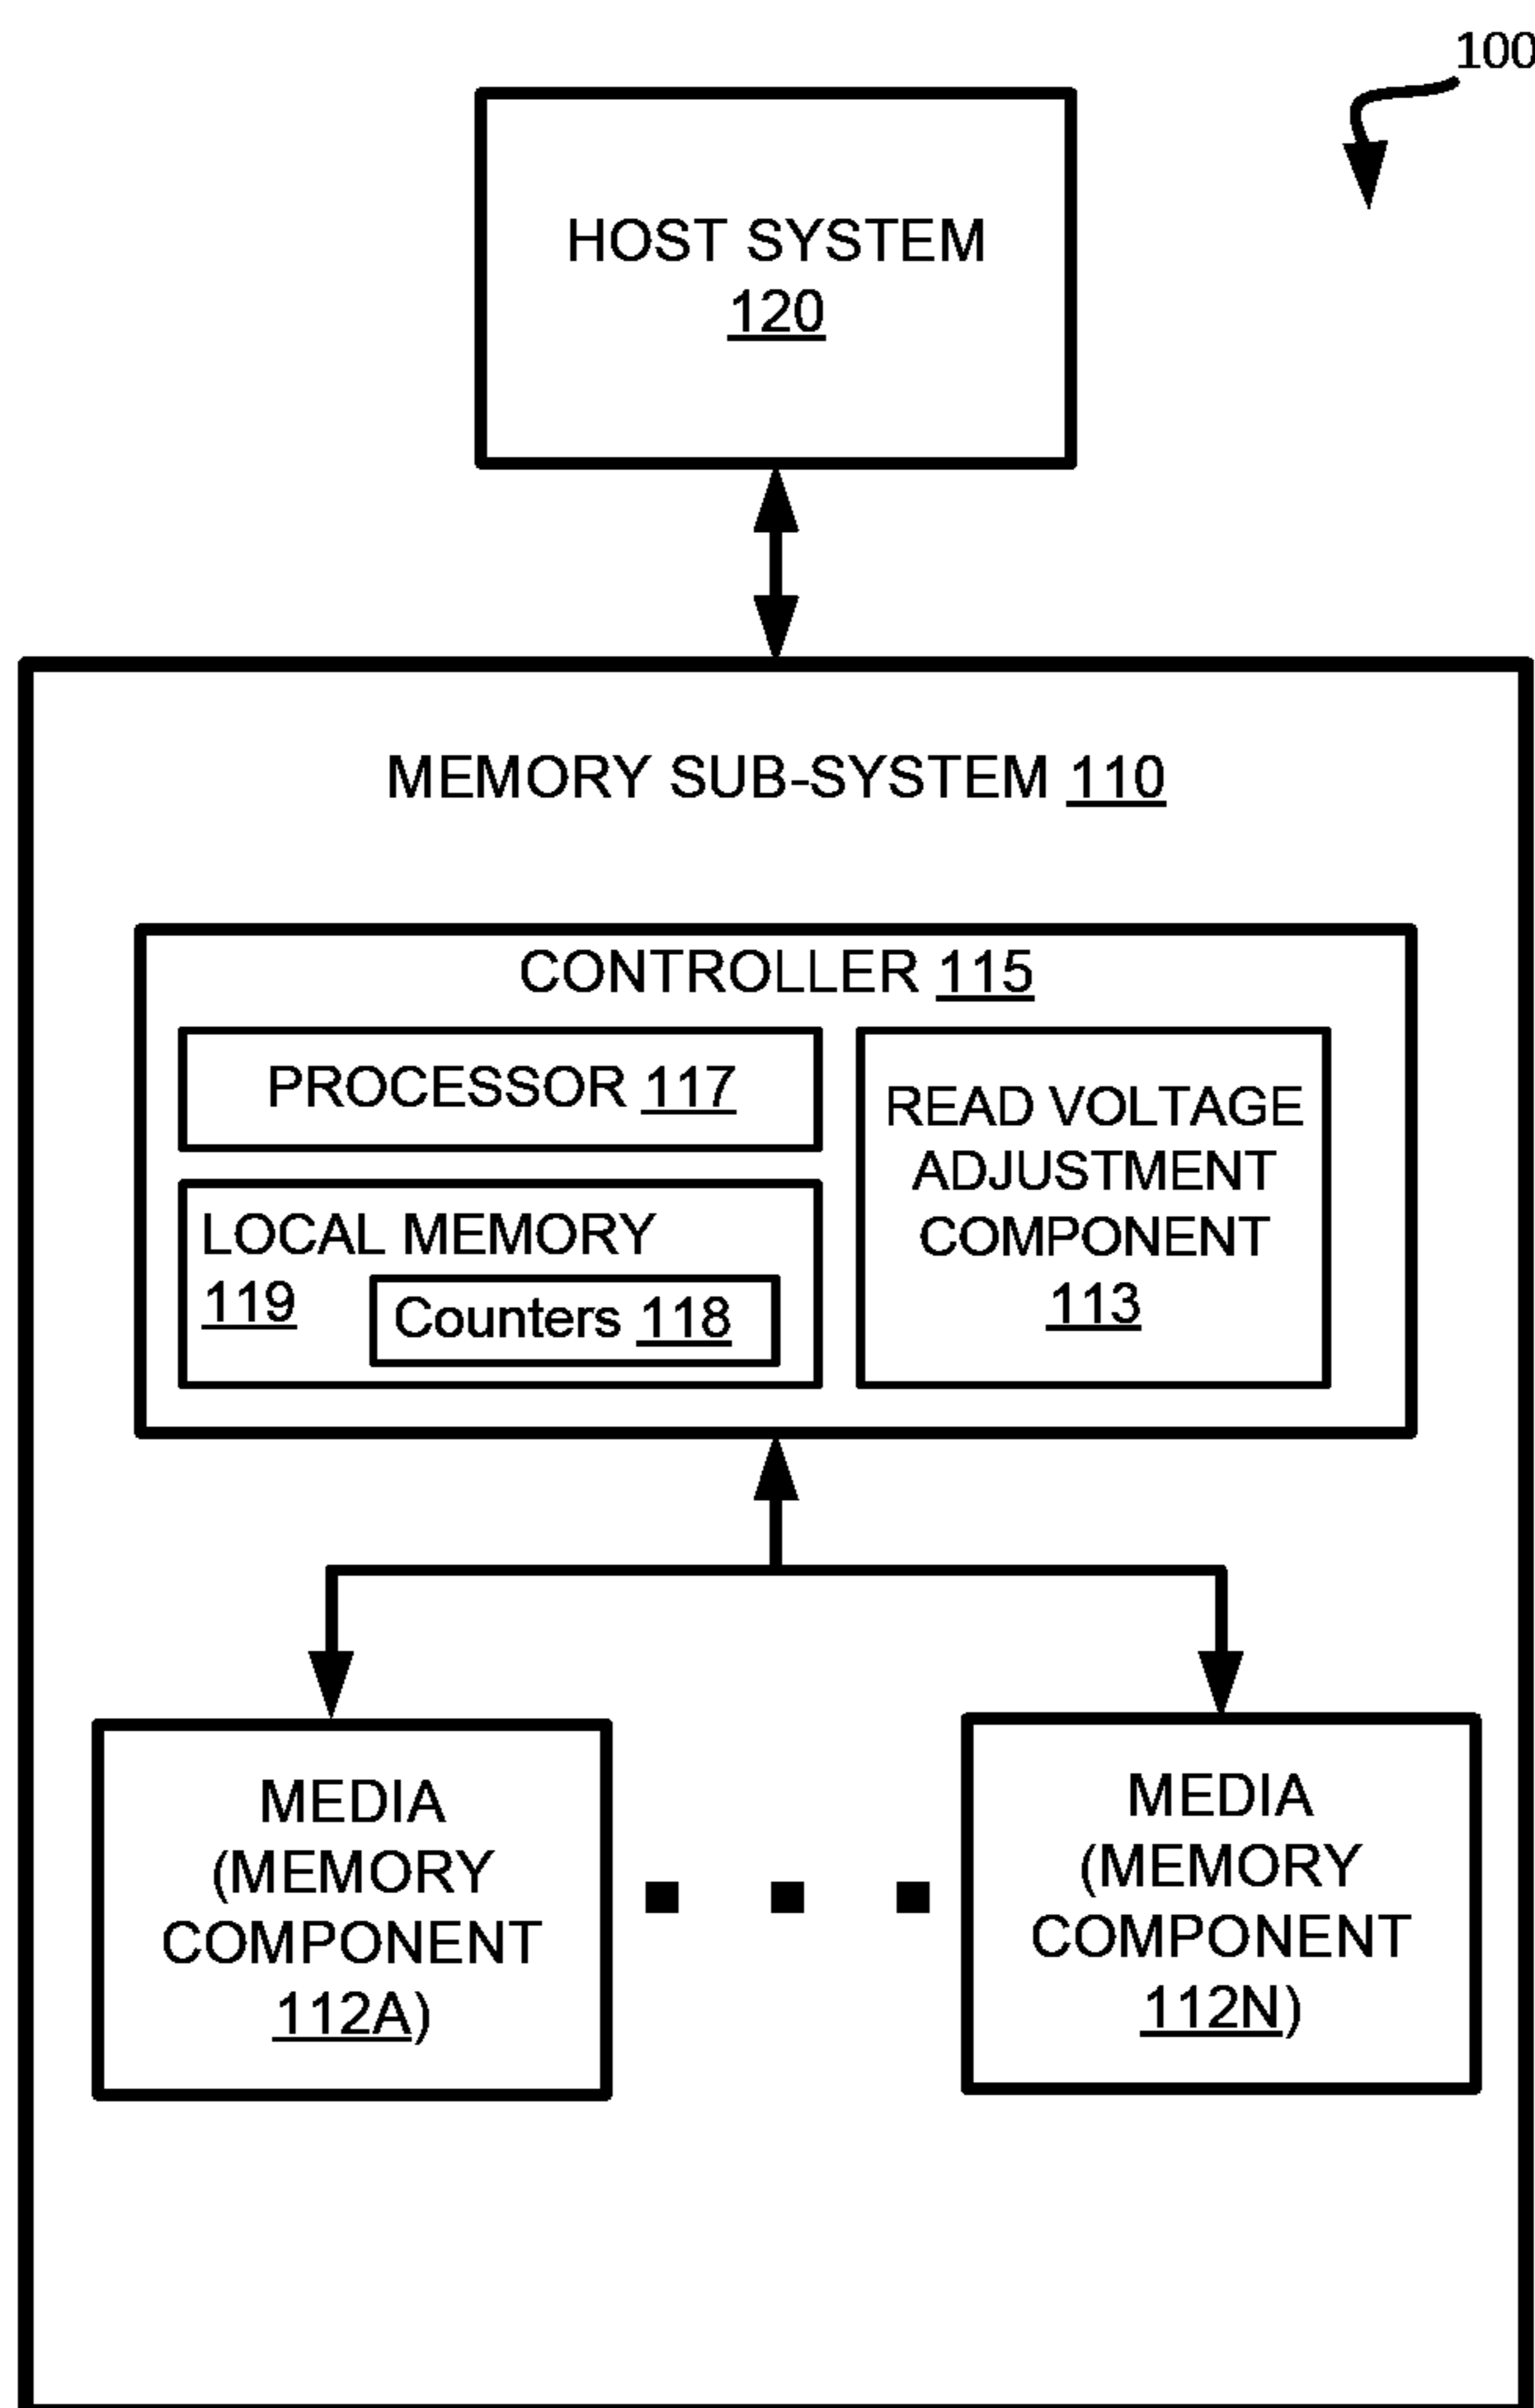 100
HOST SYSTEM
120
MEMORY SUB-SYSTEM 110
CONTROLLER 115
PROCESSOR 117
LOCAL MEMORY
119
Counters 118
READ VOLTAGE
ADJUSTMENT
COMPONENT
113
MEDIA
(MEMORY
COMPONENT
112A)
MEDIA
(MEMORY
COMPONENT
112N)